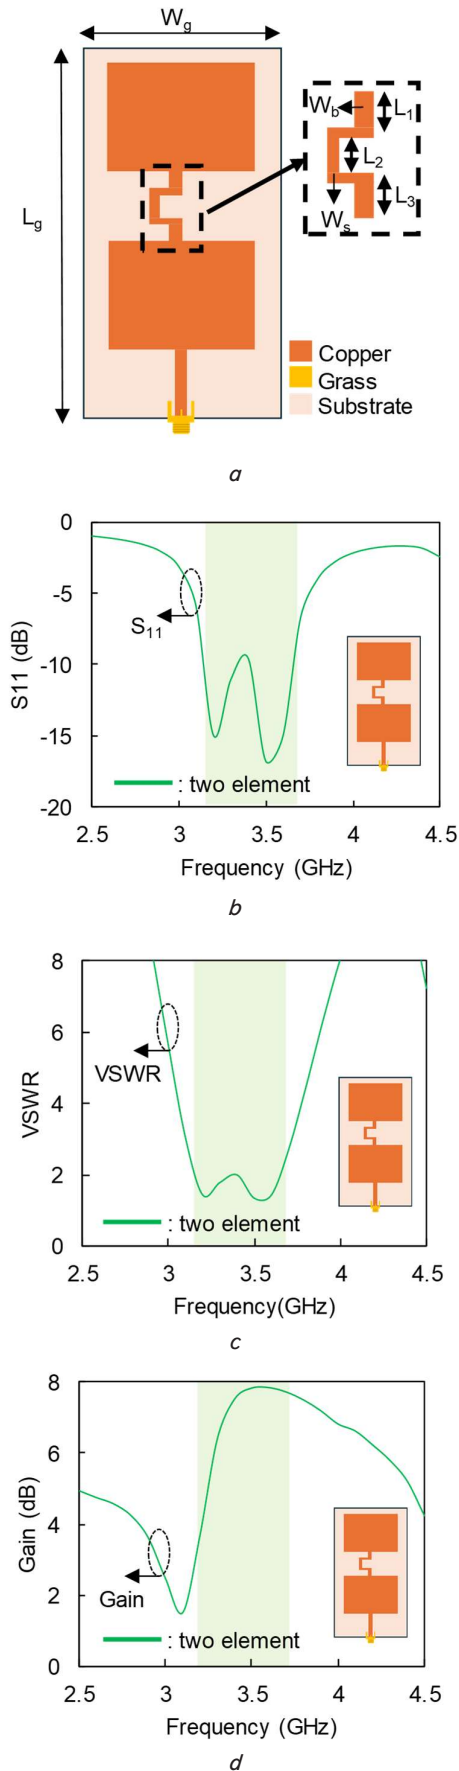 Wg
Lg
Wb
L1
L2
Ws
L3
Copper
Grass
Substrate
a
0
-5
-10
-15
-20
S11 (dB)
S11
: two element
2.5 3 3.5 4 4.5
Frequency (GHz)
b
8
6
4
2
0
VSWR
VSWR
: two element
2.5 3 3.5 4 4.5
Frequency(GHz)
c
8
6
4
2
0
Gain (dB)
Gain
: two element
2.5 3 3.5 4 4.5
Frequency (GHz)
d